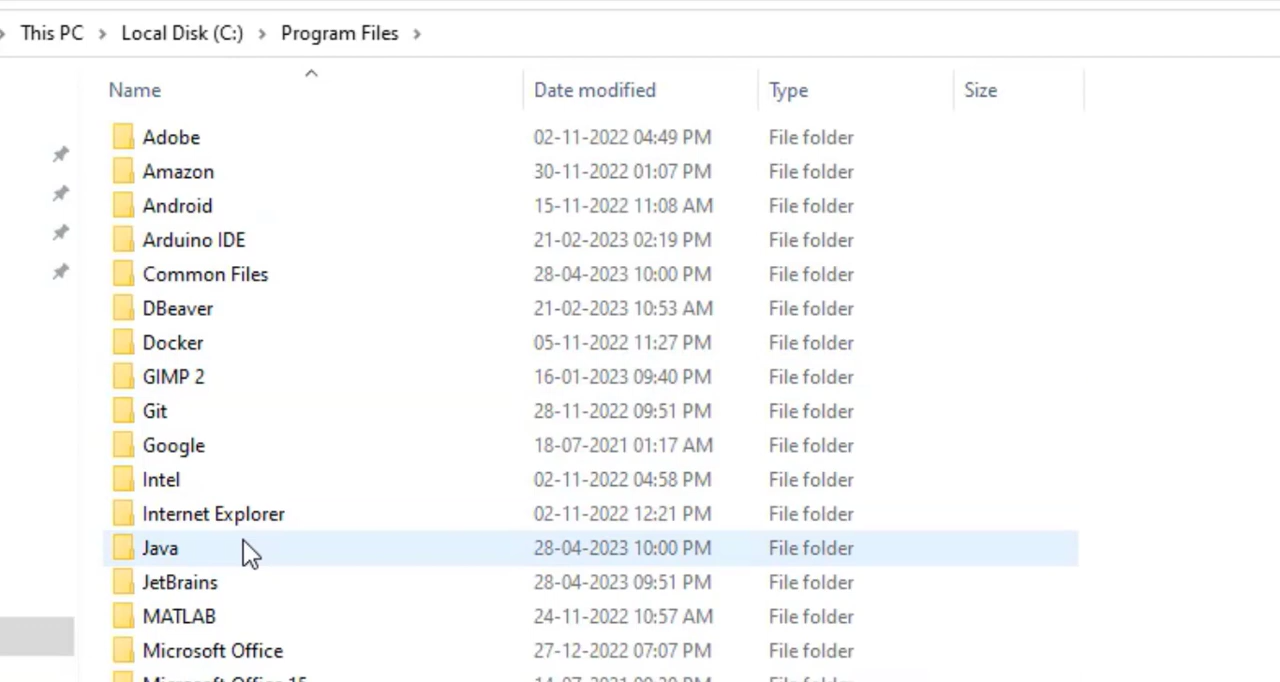 This PC > Local Disk (C:) > Program Files >
Name Date modified Type Size
Adobe 02-11-2022 04:49 PM File folder
Amazon 30-11-2022 01:07 PM File folder
Android 15-11-2022 11:08 AM File folder
Arduino IDE 21-02-2023 02:19 PM File folder
Common Files 28-04-2023 10:00 PM File folder
DBeaver 21-02-2023 10:53 AM File folder
Docker 05-11-2022 11:27 PM File folder
GIMP 2 16-01-2023 09:40 PM File folder
Git 28-11-2022 09:51 PM File folder
Google 18-07-2021 01:17 AM File folder
Intel 02-11-2022 04:58 PM File folder
Internet Explorer 02-11-2022 12:21 PM File folder
Java 28-04-2023 10:00 PM File folder
JetBrains 28-04-2023 09:51 PM File folder
MATLAB 24-11-2022 10:57 AM File folder
Microsoft Office 27-12-2022 07:07 PM File folder
Microsoft Office 15